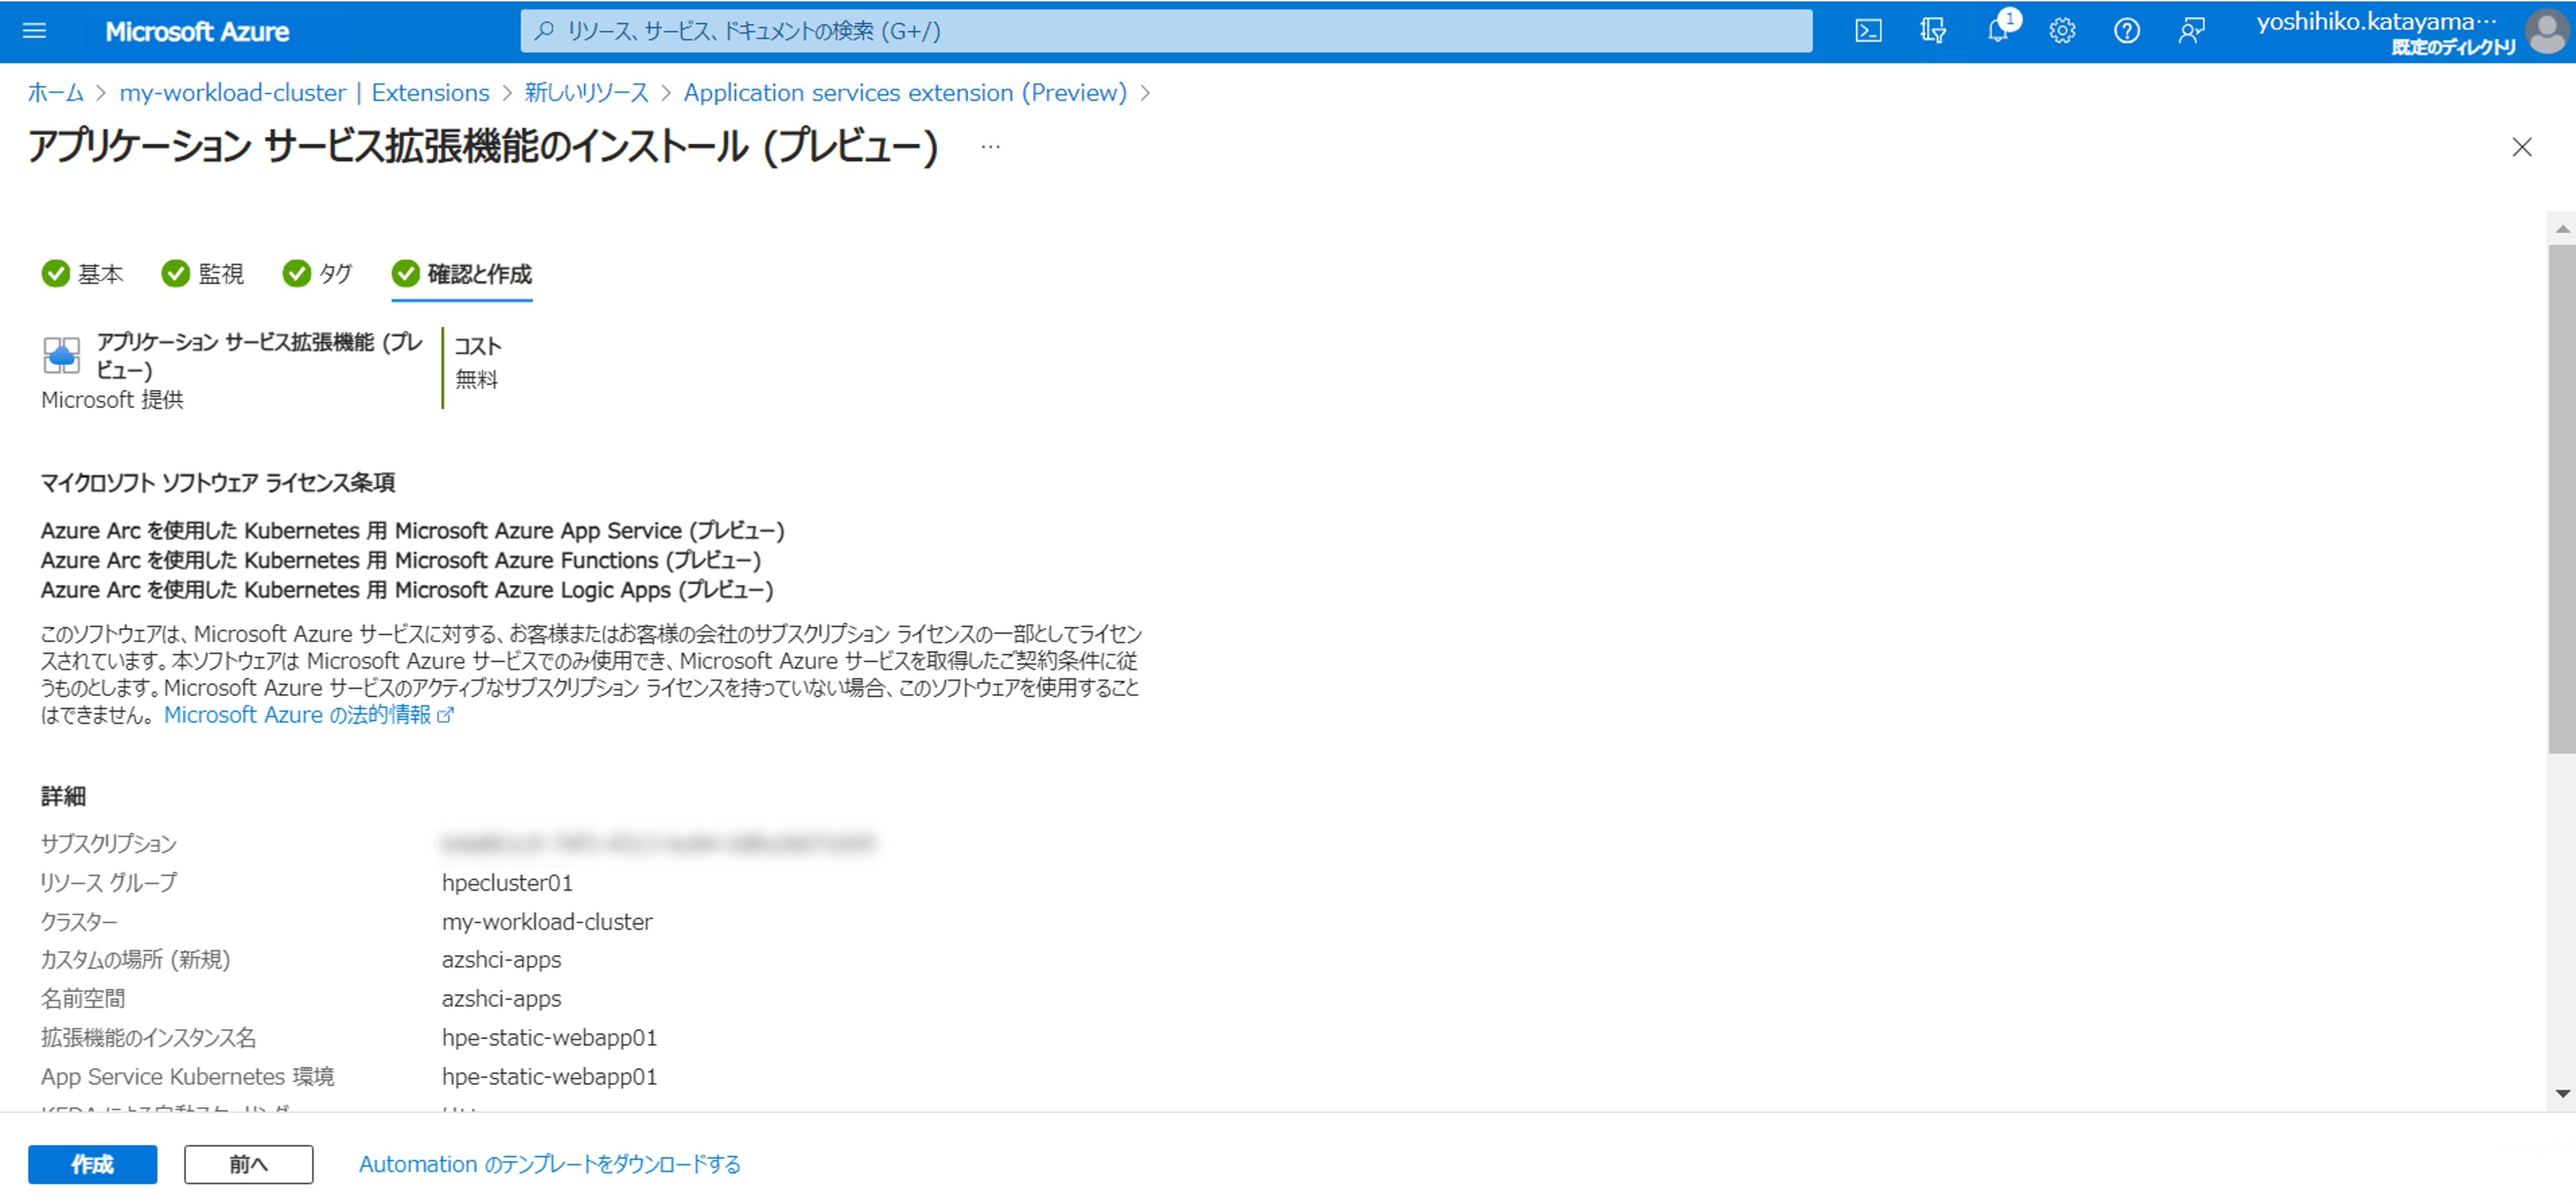 Microsoft Azure
リソース、サービス、ドキュメントの検索 (G+/)
1
yoshihiko.katayama…
既定のディレクトリ
ホーム > my-workload-cluster | Extensions > 新しいリソース > Application services extension (Preview) >
アプリケーション サービス拡張機能のインストール (プレビュー) …
基本 監視 タグ 確認と作成
アプリケーション サービス拡張機能 (プレ
ビュー)
Microsoft 提供
コスト
無料
マイクロソフト ソフトウェア ライセンス条項
Azure Arc を使用した Kubernetes 用 Microsoft Azure App Service (プレビュー)
Azure Arc を使用した Kubernetes 用 Microsoft Azure Functions (プレビュー)
Azure Arc を使用した Kubernetes 用 Microsoft Azure Logic Apps (プレビュー)
このソフトウェアは、Microsoft Azure サービスに対する、お客様またはお客様の会社のサブスクリプション ライセンスの一部としてライセン
スされています。本ソフトウェアは Microsoft Azure サービスでのみ使用でき、Microsoft Azure サービスを取得したご契約条件に従
うものとします。Microsoft Azure サービスのアクティブなサブスクリプション ライセンスを持っていない場合、このソフトウェアを使用すること
はできません。 Microsoft Azure の法的情報
詳細
サブスクリプション
リソース グループ hpecluster01
クラスター my-workload-cluster
カスタムの場所 (新規) azshci-apps
名前空間 azshci-apps
拡張機能のインスタンス名 hpe-static-webapp01
App Service Kubernetes 環境 hpe-static-webapp01
KEDA による自動スケーリング はい
作成 前へ Automation のテンプレートをダウンロードする